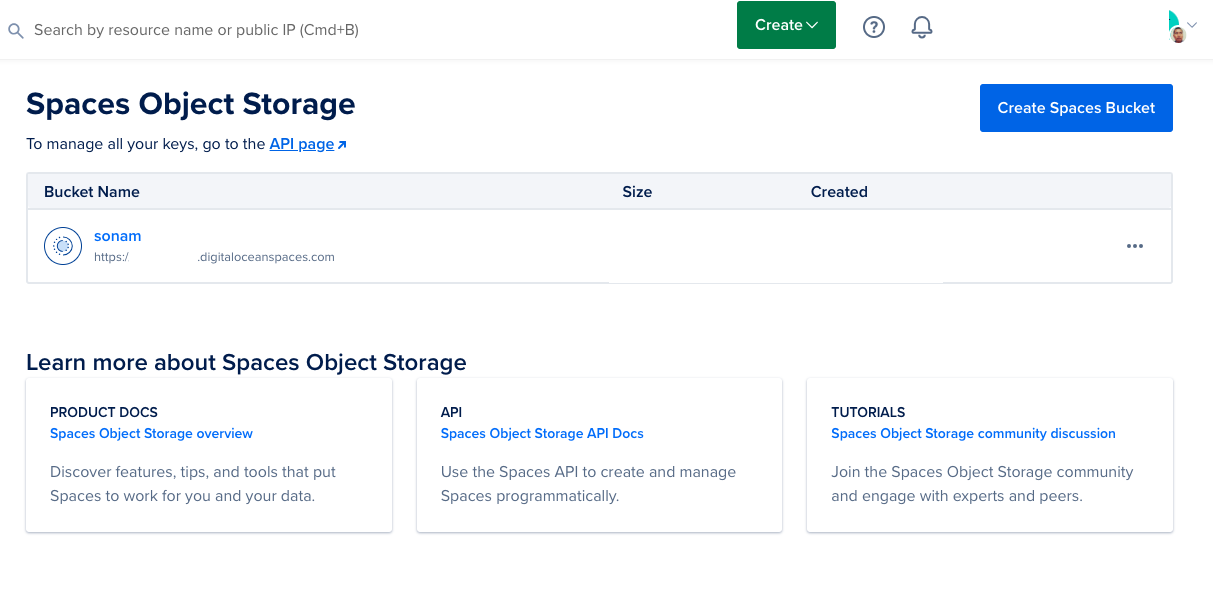 Search by resource name or public IP (Cmd+B)
Create
Spaces Object Storage
Create Spaces Bucket
To manage all your keys, go to the API page
Bucket Name Size Created
sonam
https:/ .digitaloceanspaces.com
Learn more about Spaces Object Storage
PRODUCT DOCS
Spaces Object Storage overview
Discover features, tips, and tools that put
Spaces to work for you and your data.
API
Spaces Object Storage API Docs
Use the Spaces API to create and manage
Spaces programmatically.
TUTORIALS
Spaces Object Storage community discussion
Join the Spaces Object Storage community
and engage with experts and peers.